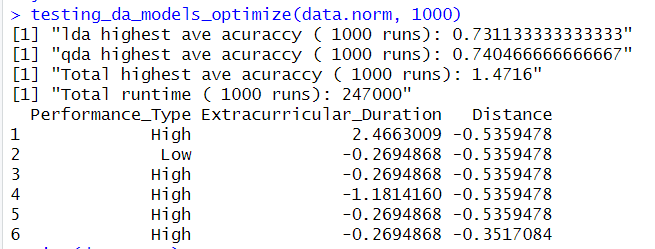 > testing_da_models_optimize(data.norm, 1000)
[1] "lda highest ave acuraccy ( 1000 runs): 0.731133333333333"
[1] "qda highest ave acuraccy ( 1000 runs): 0.740466666666667"
[1] "Total highest ave acuraccy ( 1000 runs): 1.4716"
[1] "Total runtime ( 1000 runs): 247000"
Performance_Type Extracurricular_Duration Distance
1 High 2.4663009 -0.5359478
2 Low -0.2694868 -0.5359478
3 High -0.2694868 -0.5359478
4 High -1.1814160 -0.5359478
5 High -0.2694868 -0.5359478
6 High -0.2694868 -0.3517084